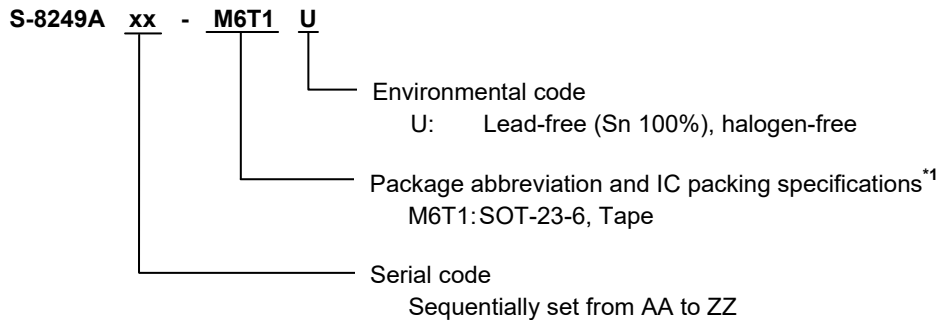 S-8249A xx - M6T1 U
Environmental code
U: Lead-free (Sn 100%), halogen-free
Package abbreviation and IC packing specifications*1
M6T1: SOT-23-6, Tape
Serial code
Sequentially set from AA to ZZ